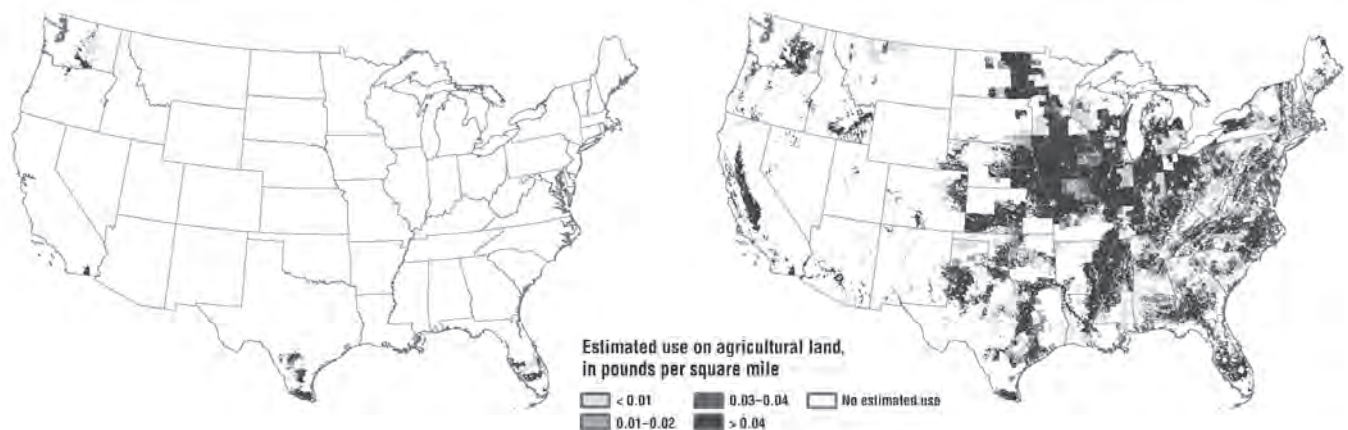 Estimated use on agricultural land,
in pounds per square mile
< 0.01
0.03–0.04
No estimated use
0.01–0.02
> 0.04